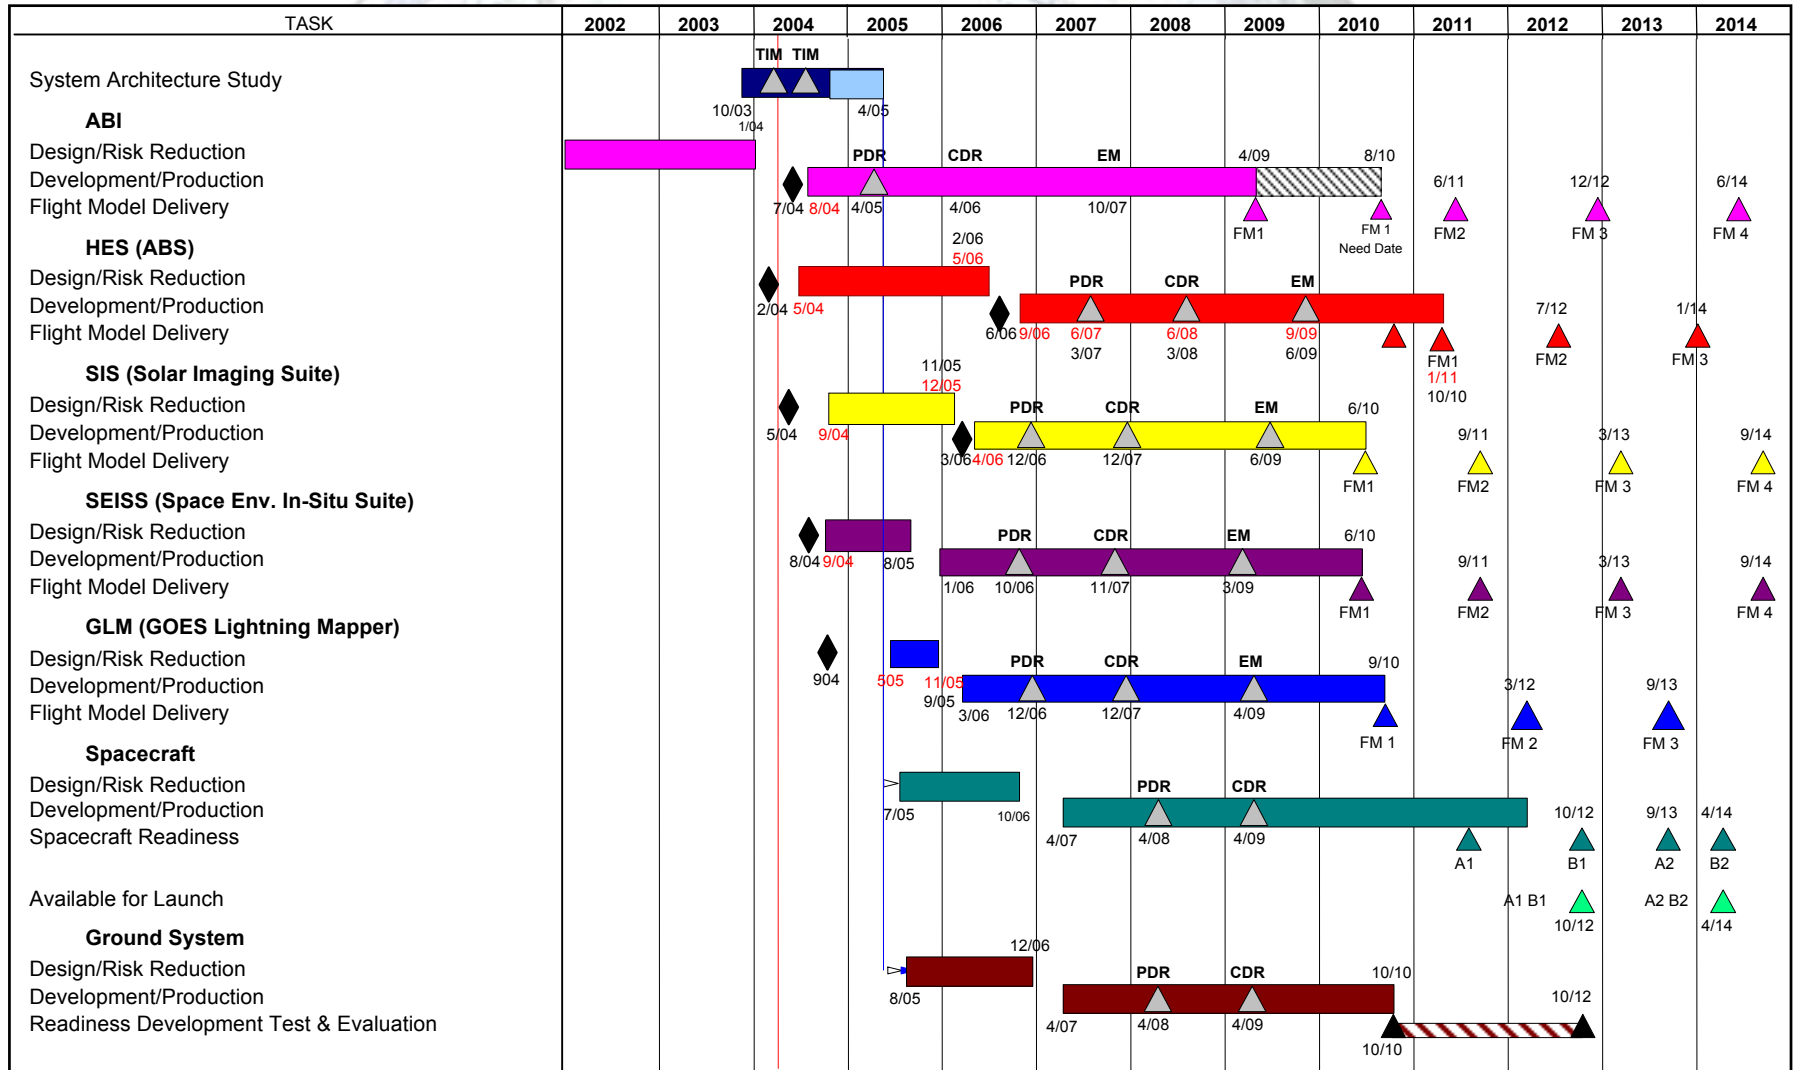 TASK 2002 2003 2004 2005 2006 2007 2008 2009 2010 2011 2012 2013 2014
TIM TIM
System Architecture Study
10/03 4/05
1/04
ABI
Design/Risk Reduction
PDR CDR EM 4/09 8/10
Development/Production
6/11 12/12 6/14
Flight Model Delivery
7/04 8/04 4/05 4/06 10/07
FM1 FM 1 FM2 FM 3 FM 4
Need Date
HES (ABS)
2/06
5/06
Design/Risk Reduction
PDR CDR EM
2/04 5/04
Development/Production
7/12 1/14
Flight Model Delivery
6/06 9/06 6/07 6/08 9/09
3/07 3/08 6/09
FM1 FM2 FM 3
1/11
10/10
SIS (Solar Imaging Suite)
11/05
12/05
Design/Risk Reduction
PDR CDR EM 6/10
5/04 9/04
Development/Production
9/11 3/13 9/14
Flight Model Delivery
3/06 4/06 12/06 12/07 6/09
FM1 FM2 FM 3 FM 4
SEISS (Space Env. In-Situ Suite)
Design/Risk Reduction
PDR CDR EM 6/10
8/04 9/04 8/05
Development/Production
9/11 3/13 9/14
Flight Model Delivery
1/06 10/06 11/07 3/09
FM1 FM2 FM 3 FM 4
GLM (GOES Lightning Mapper)
Design/Risk Reduction
PDR CDR EM 9/10
904 505 11/05
9/05
Development/Production
3/12 9/13
Flight Model Delivery
3/06 12/06 12/07 4/09
FM 1 FM 2 FM 3
Spacecraft
Design/Risk Reduction
PDR CDR
7/05 10/06
Development/Production
10/12 9/13 4/14
Spacecraft Readiness
4/07 4/08 4/09
A1 B1 A2 B2
Available for Launch
A1 B1 A2 B2
10/12 4/14
Ground System
12/06
Design/Risk Reduction
PDR CDR 10/10
8/05
Development/Production
10/12
Readiness Development Test & Evaluation
4/07 4/08 4/09
10/10